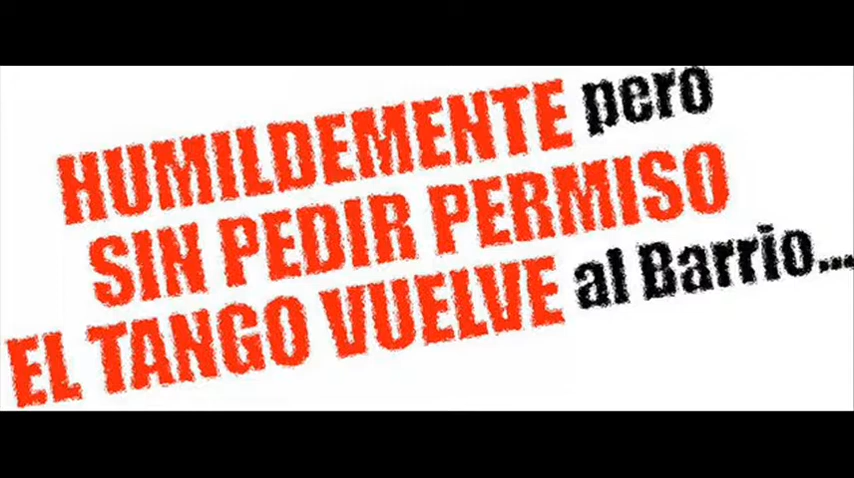 HUMILDEMENTE pero
SIN PEDIR PERMISO
EL TANGO VUELVE al Barrio...